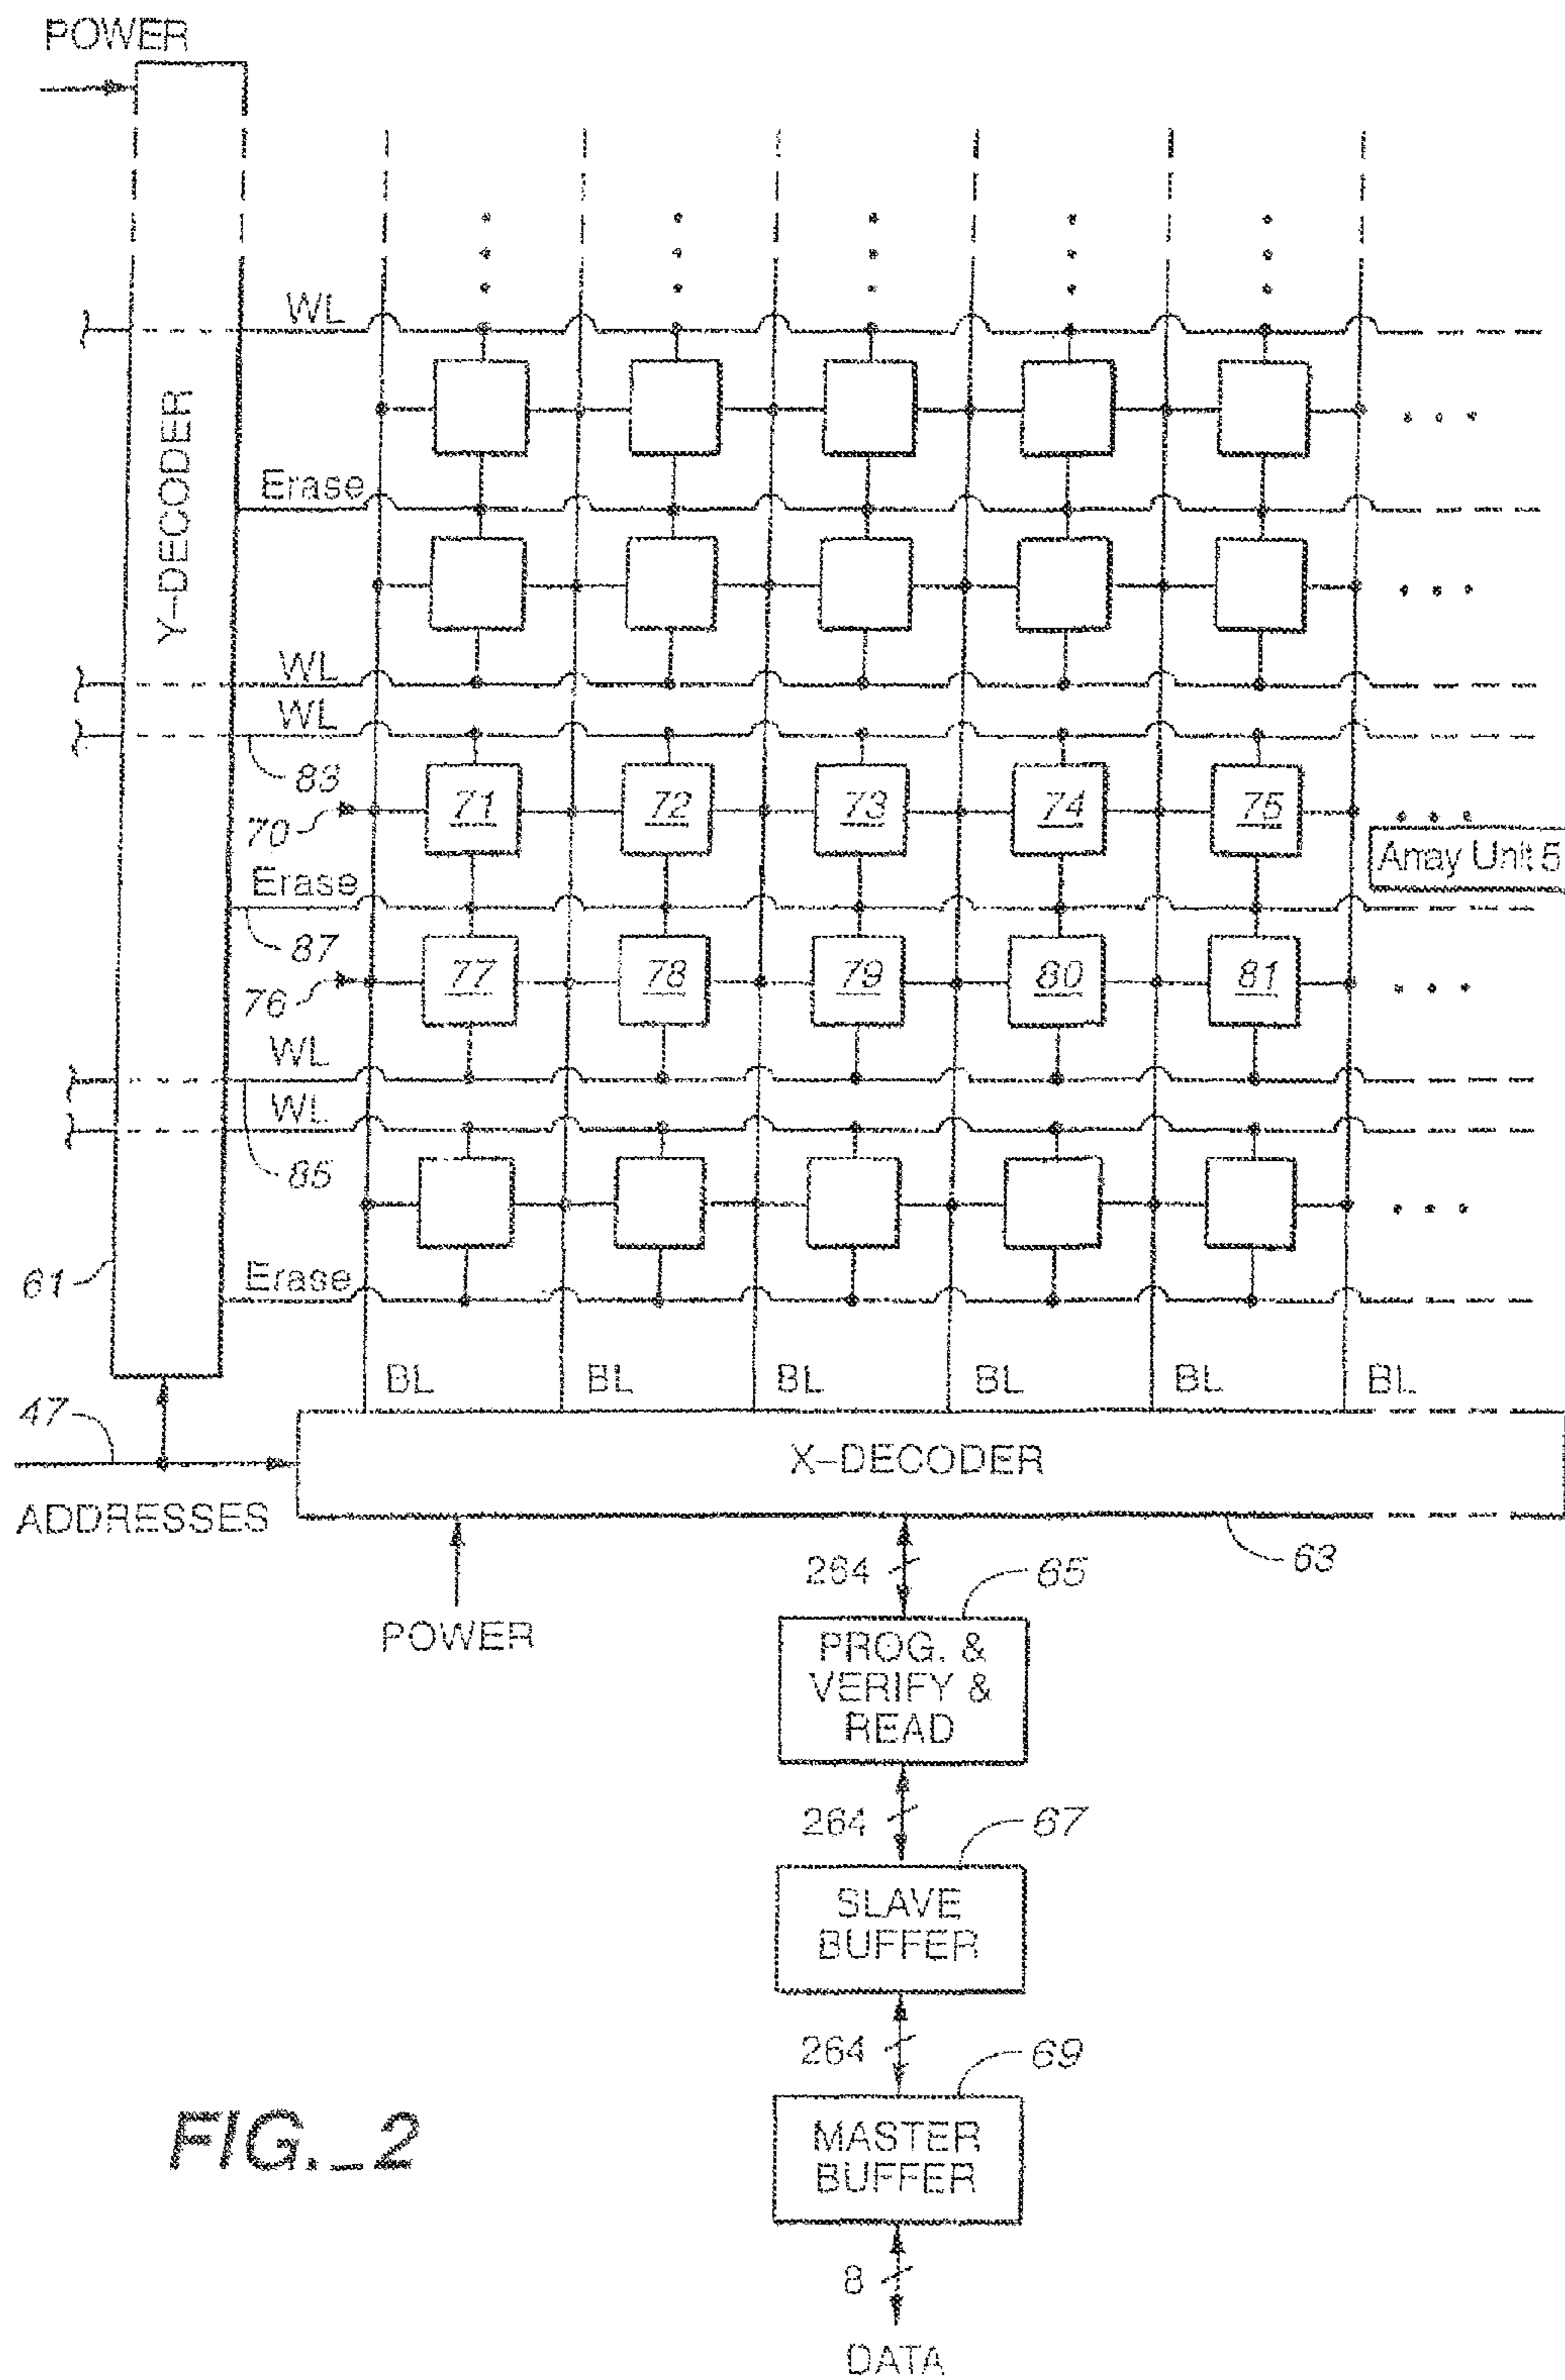 POWER
Y-DECODER
WL
Erase
WL
WL
83
70
71
72
73
74
75
Array Unit 5
Erase
87
76
77
78
79
80
81
WL
WL
85
61
Erase
BL
BL
BL
BL
BL
BL
47
X-DECODER
ADDRESSES
63
264
65
POWER
PROG. &
VERIFY &
READ
264
67
SLAVE
BUFFER
264
69
MASTER
BUFFER
FIG._2
8
DATA